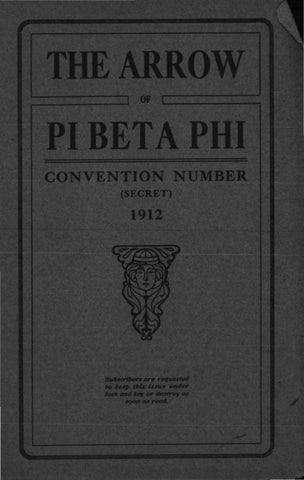 THE ARROW
OF
PI BETA PHI
CONVENTION NUMBER
(SECRET)
1912
Subscribers are requested
to keep this issue under
lock and key or destroy as
soon as read.